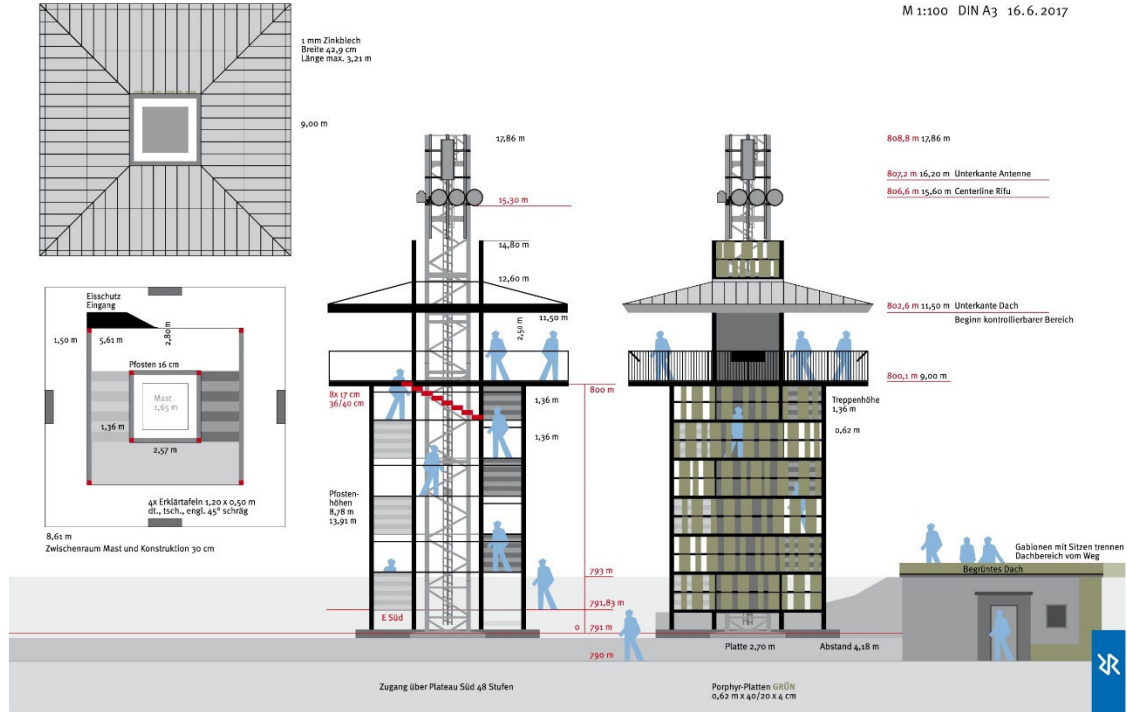 M 1:100 DIN A3 16.6.2017
1 mm Zinkblech
Breite 42,9 cm
Länge max. 3,21 m
9,00 m
Eisschutz
Eingang
1,50 m
5,61 m
2,80 m
Pfosten 16 cm
Mast
1,65 m
1,36 m
2,57 m
4x Erklärtafeln 1,20 x 0,50 m
dt., tsch., engl. 45° schräg
8,61 m
Zwischenraum Mast und Konstruktion 30 cm
17,86 m
15,30 m
14,80 m
12,60 m
11,50 m
2,50 m
8x 17 cm
36/40 cm
1,36 m
1,36 m
Pfosten-
höhen
8,78 m
13,91 m
E Süd
800 m
793 m
791,83 m
0 791 m
790 m
Zugang über Plateau Süd 48 Stufen
808,8 m 17,86 m
807,2 m 16,20 m Unterkante Antenne
806,6 m 15,60 m Centerline Rifu
802,6 m 11,50 m Unterkante Dach
Beginn kontrollierbarer Bereich
800,1 m 9,00 m
Treppenhöhe
1,36 m
0,62 m
Gabionen mit Sitzen trennen
Dachbereich vom Weg
Begrüntes Dach
Platte 2,70 m
Abstand 4,18 m
Porphyr-Platten GRÜN
0,62 m x 40/20 x 4 cm